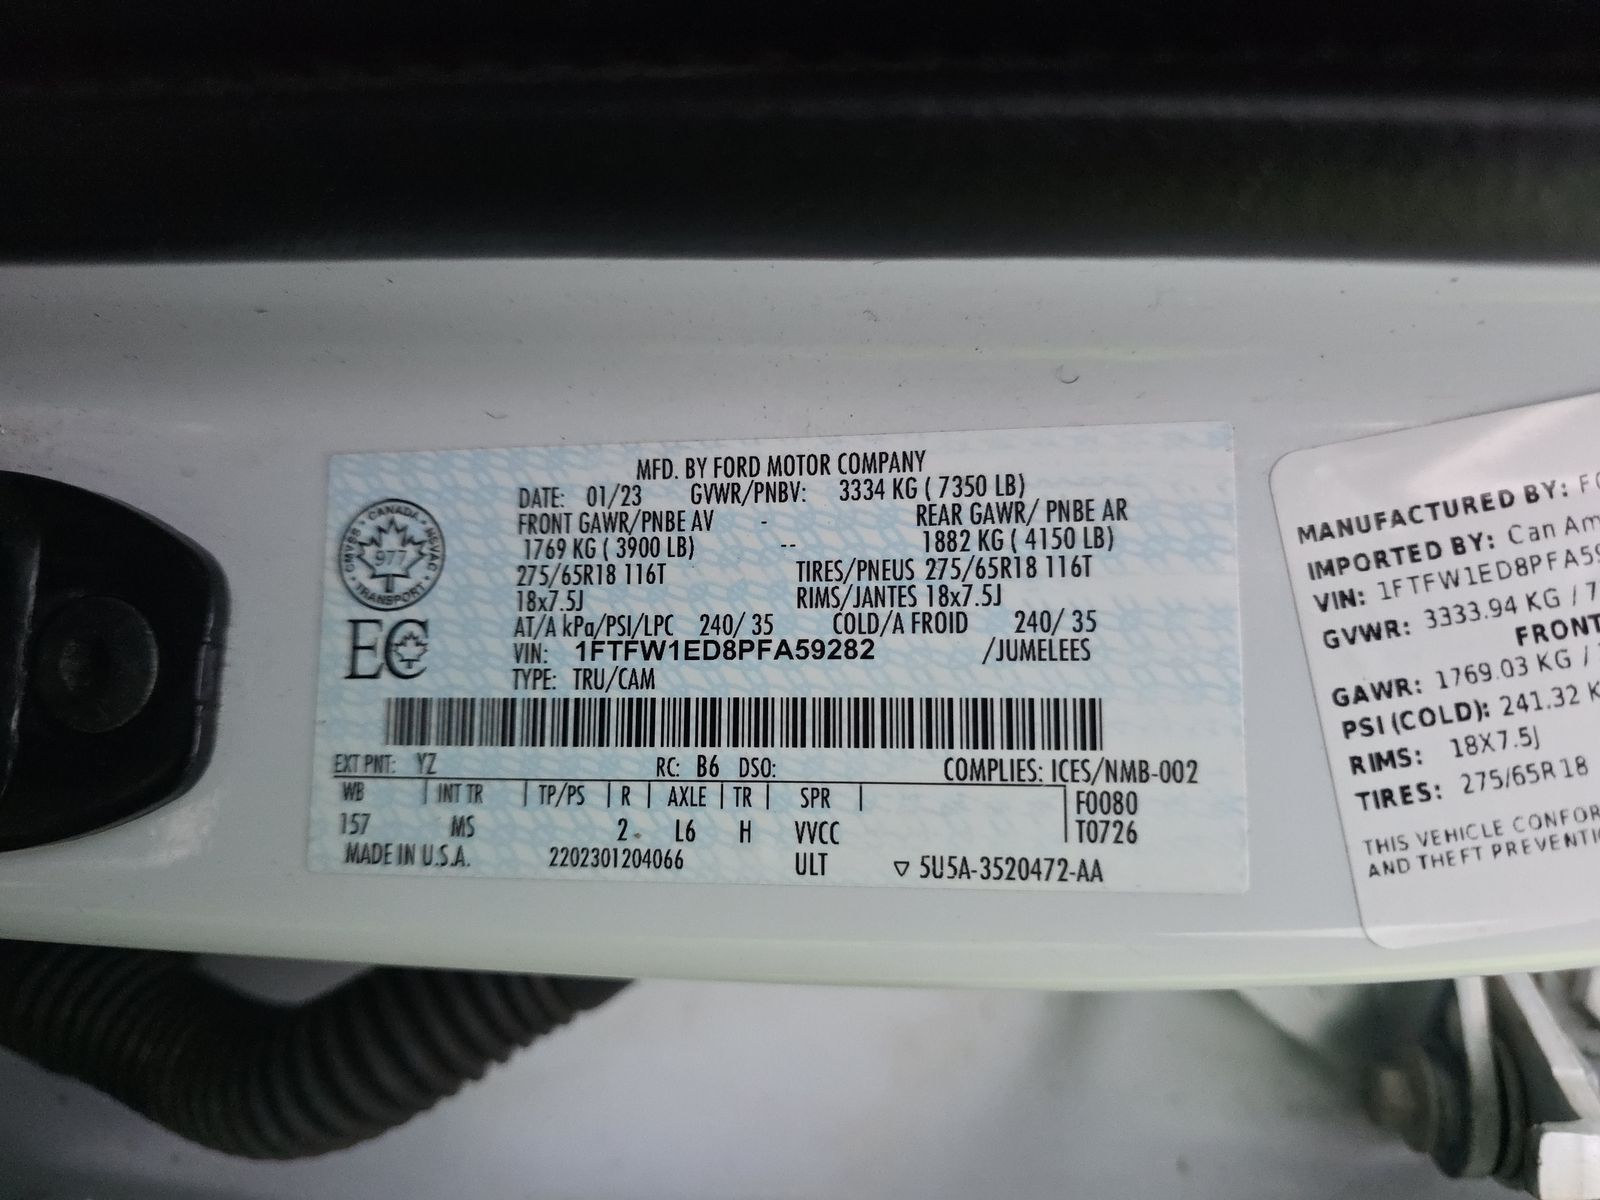 MFD. BY FORD MOTOR COMPANY
DATE: 01/23 GVWR/PNBV: 3334 KG ( 7350 LB)
FRONT GAWR/PNBE AV - REAR GAWR/ PNBE AR
1769 KG ( 3900 LB) -- 1882 KG ( 4150 LB)
275/65R18 116T TIRES/PNEUS 275/65R18 116T
18x7.5J RIMS/JANTES 18x7.5J
AT/A kPa/PSI/LPC 240/ 35 COLD/A FROID 240/ 35
VIN: 1FTFW1ED8PFA59282 /JUMELEES
TYPE: TRU/CAM
CANADA
CMVSS NSVAC
977
TRANSPORT
EC
EXT PNT: YZ RC: B6 DSO: COMPLIES: ICES/NMB-002
WB | INT TR | TP/PS | R | AXLE | TR | SPR | F0080
157 MS 2 L6 H VVCC T0726
MADE IN U.S.A. 2202301204066 ULT ▽ 5U5A-3520472-AA
MANUFACTURED BY:
IMPORTED BY: Can Am
VIN: 1FTFW1ED8PFA59
GVWR: 3333.94 KG / 7
FRONT
GAWR: 1769.03 KG /
PSI (COLD): 241.32 K
RIMS: 18X7.5J
TIRES: 275/65R18
THIS VEHICLE CONFOR
AND THEFT PREVENTI